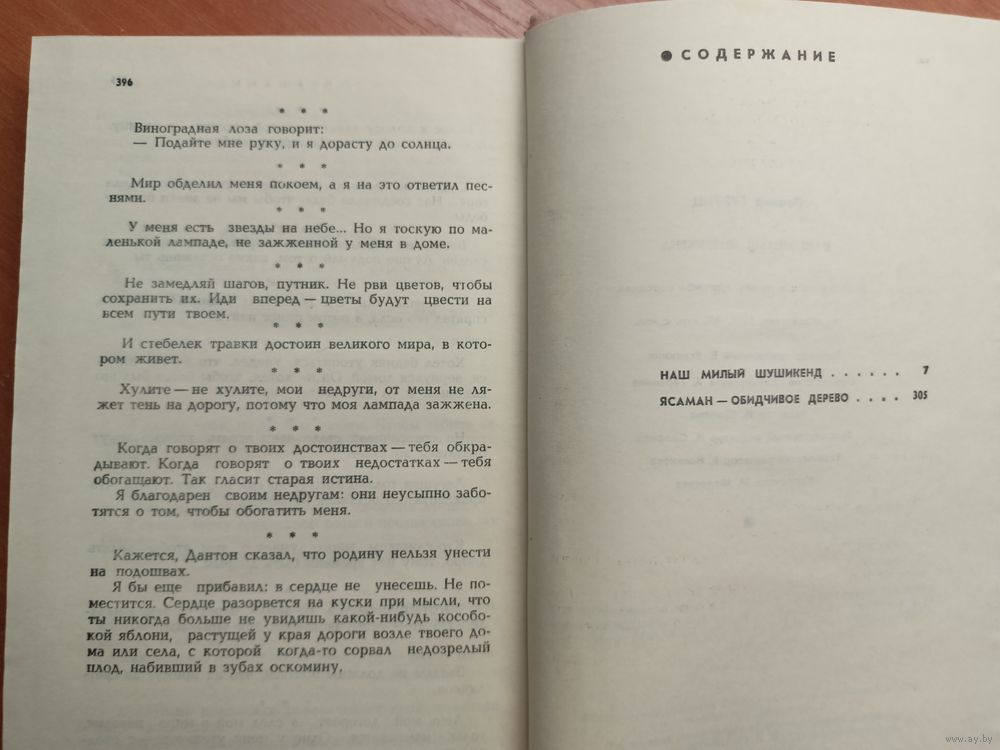 396
* * *
Виноградная лоза говорит:
— Подайте мне руку, и я дорасту до солнца.
* * *
Мир обделил меня покоем, а я на это ответил пес-
нями.
* * *
У меня есть звезды на небе... Но я тоскую по ма-
ленькой лампаде, не зажженной у меня в доме.
* * *
Не замедляй шагов, путник. Не рви цветов, чтобы
сохранить их. Иди вперед — цветы будут цвести на
всем пути твоем.
* * *
И стебелек травки достоин великого мира, в кото-
ром живет.
* * *
Хулите — не хулите, мои недруги, от меня не ля-
жет тень на дорогу, потому что моя лампада зажжена.
* * *
Когда говорят о твоих достоинствах — тебя обкра-
дывают. Когда говорят о твоих недостатках — тебя
обогащают. Так гласит старая истина.
Я благодарен своим недругам: они неусыпно забо-
тятся о том, чтобы обогатить меня.
* * *
Кажется, Дантон сказал, что родину нельзя унести
на подошвах.
Я бы еще прибавил: в сердце не унесешь. Не по-
местится. Сердце разорвется на куски при мысли, что
ты никогда больше не увидишь какой-нибудь кособо-
кой яблони, растущей у края дороги возле твоего до-
ма или села, с которой когда-то сорвал недозрелый
плод, набивший в зубах оскомину.
● СОДЕРЖАНИЕ
НАШ МИЛЫЙ ШУШИКЕНД . . . . . . 7
ЯСАМАН — ОБИДЧИВОЕ ДЕРЕВО . . . . 305
www.ay.by